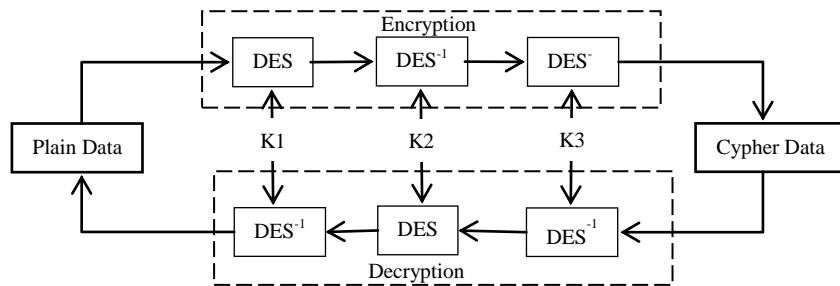 Encryption
DES DES⁻¹ DES⁻
Plain Data K1 K2 K3 Cypher Data
DES⁻¹ DES DES⁻¹
Decryption